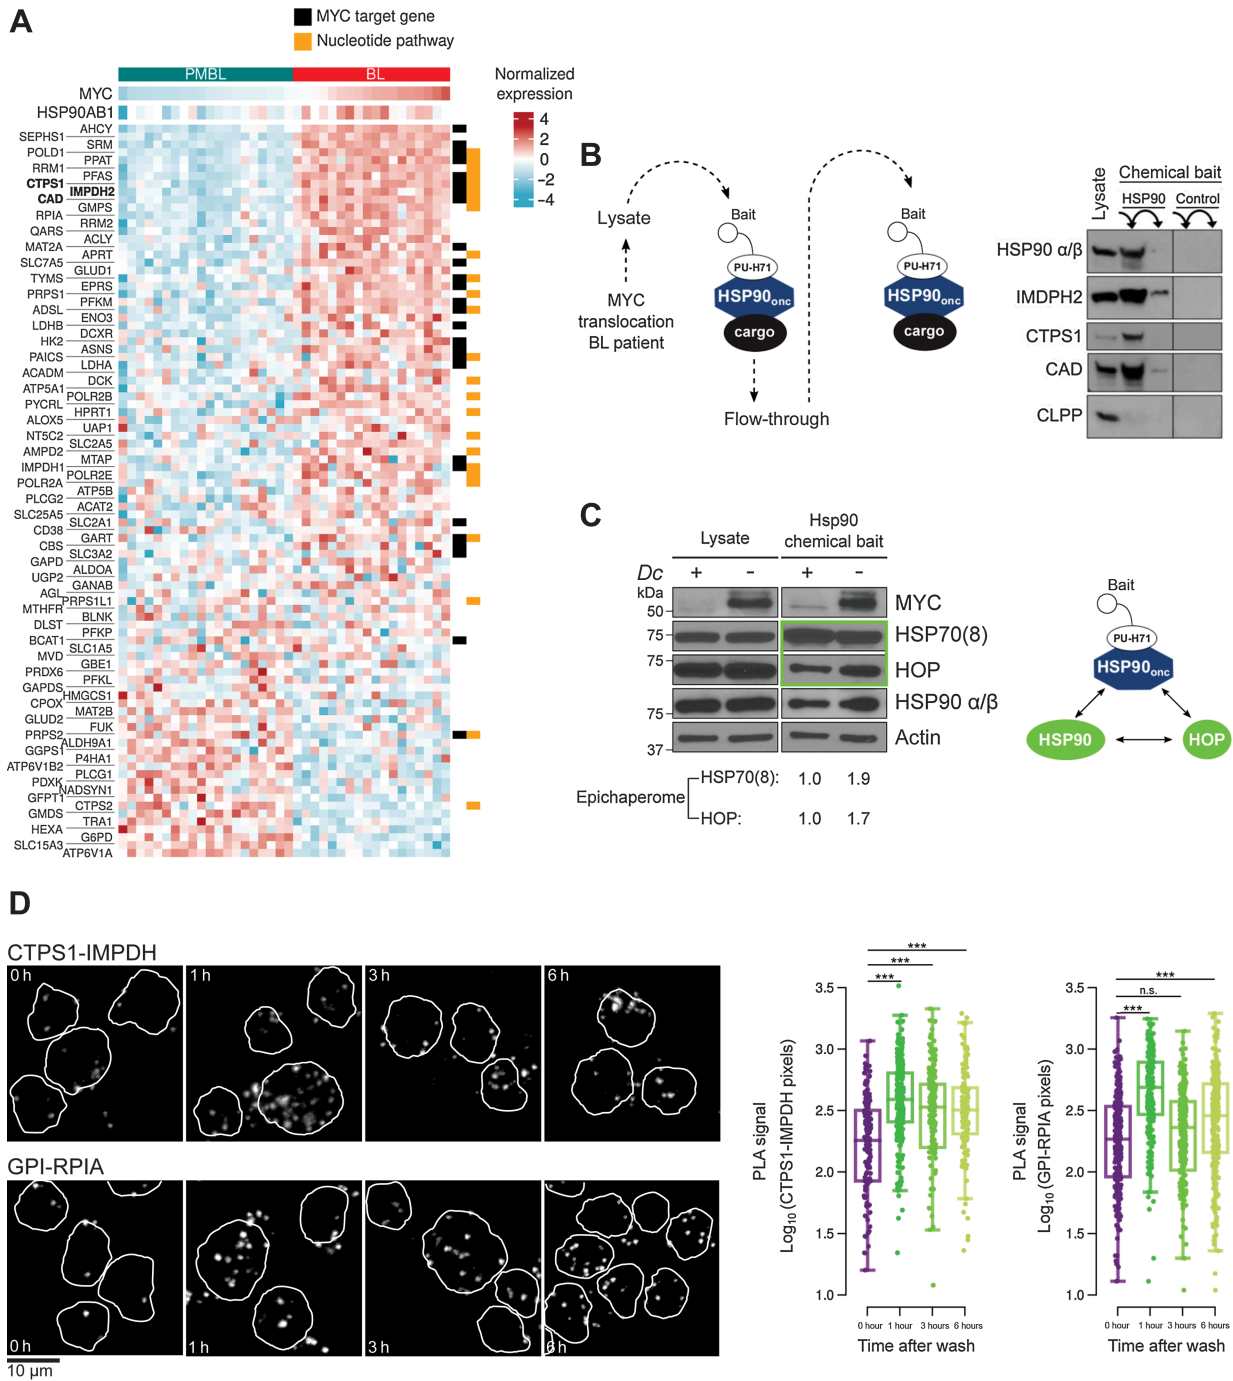 A
MYC target gene
Nucleotide pathway
PMBL
BL
MYC
HSP90AB1
AHCY
SEPHS1
SRM
POLD1
PPAT
RRM1
PFAS
CTPS1
IMPDH2
CAD
GMPS
RPIA
RRM2
QARS
ACLY
MAT2A
APRT
SLC7A5
GLUD1
TYMS
EPRS
PRPS1
PFKM
ADSL
ENO3
LDHB
DCXR
HK2
ASNS
PAICS
LDHA
ACADM
DCK
ATP5A1
POLR2B
PYCRL
HPRT1
ALOX5
UAP1
NT5C2
SLC2A5
AMPD2
MTAP
IMPDH1
POLR2E
POLR2A
ATP5B
PLCG2
ACAT2
SLC25A5
SLC2A1
CD38
GART
CBS
SLC3A2
GAPD
ALDOA
UGP2
GANAB
AGL
PRPS1L1
MTHFR
BLNK
DLST
PFKP
BCAT1
SLC1A5
MVD
GBE1
PRDX6
PFKL
GAPDS
HMGCS1
CPOX
MAT2B
GLUD2
FUK
PRPS2
ALDH9A1
GGPS1
P4HA1
ATP6V1B2
PLCG1
PDXK
NADSYN1
GFPT1
CTPS2
GMDS
TRA1
HEXA
G6PD
SLC15A3
ATP6V1A
Normalized
expression
4
2
0
−2
−4
B
Lysate
MYC
translocation
BL patient
Bait
PU-H71
HSP90onc
cargo
Flow-through
Bait
PU-H71
HSP90onc
cargo
Lysate
Chemical bait
HSP90 Control
HSP90 α/β
IMDPH2
CTPS1
CAD
CLPP
C
Lysate
Hsp90
chemical bait
Dc + - + -
kDa
50
MYC
75
HSP70(8)
75
HOP
75
HSP90 α/β
37
Actin
Epichaperome
HSP70(8): 1.0 1.9
HOP: 1.0 1.7
Bait
PU-H71
HSP90onc
HSP90
HOP
D
CTPS1-IMPDH
0 h
1 h
3 h
6 h
GPI-RPIA
0 h
1 h
3 h
6 h
10 µm
PLA signal
Log10 (CTPS1-IMPDH pixels)
3.5
3.0
2.5
2.0
1.5
1.0
***
***
***
0 hour 1 hour 3 hours 6 hours
Time after wash
PLA signal
Log10 (GPI-RPIA pixels)
3.5
3.0
2.5
2.0
1.5
1.0
***
n.s.
***
0 hour 1 hour 3 hours 6 hours
Time after wash